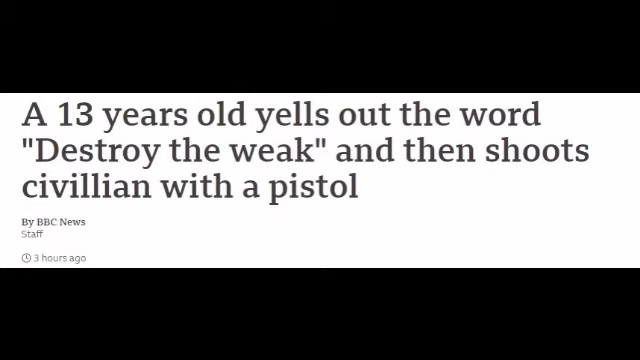 A 13 years old yells out the word
"Destroy the weak" and then shoots
civillian with a pistol
By BBC News
Staff
3 hours ago